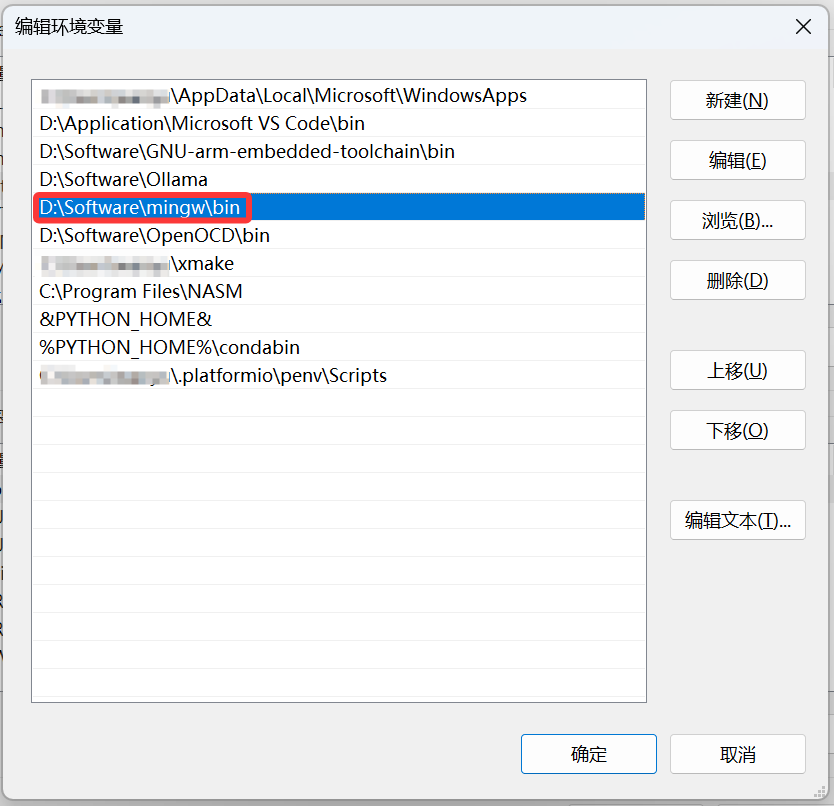 编辑环境变量
\AppData\Local\Microsoft\WindowsApps
D:\Application\Microsoft VS Code\bin
D:\Software\GNU-arm-embedded-toolchain\bin
D:\Software\Ollama
D:\Software\mingw\bin
D:\Software\OpenOCD\bin
\xmake
C:\Program Files\NASM
&PYTHON_HOME&
%PYTHON_HOME%\condabin
\.platformio\penv\Scripts
新建(N)
编辑(E)
浏览(B)...
删除(D)
上移(U)
下移(O)
编辑文本(T)...
确定
取消